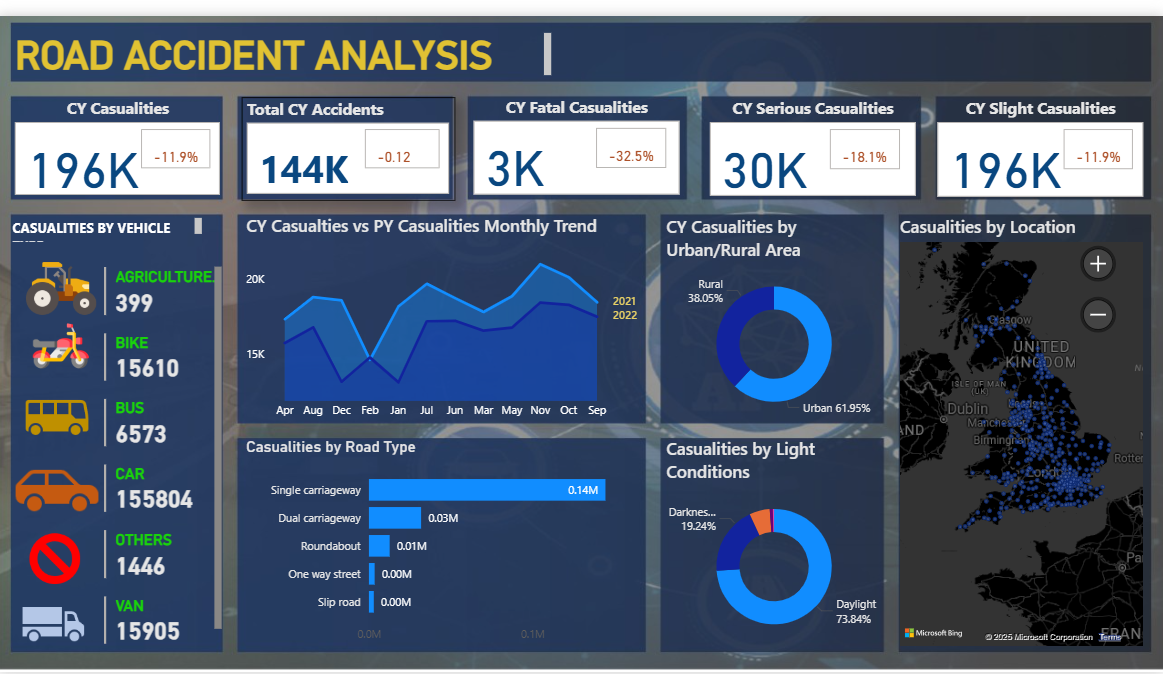 ROAD ACCIDENT ANALYSIS
CY Casualities
196K
-11.9%
Total CY Accidents
144K
-0.12
CY Fatal Casualities
3K
-32.5%
CY Serious Casualities
30K
-18.1%
CY Slight Casualities
196K
-11.9%
CASUALITIES BY VEHICLE
AGRICULTURE
399
BIKE
15610
BUS
6573
CAR
155804
OTHERS
1446
VAN
15905
CY Casualties vs PY Casualities Monthly Trend
20K
15K
2021
2022
Apr Aug Dec Feb Jan Jul Jun Mar May Nov Oct Sep
Casualities by Road Type
Single carriageway 0.14M
Dual carriageway 0.03M
Roundabout 0.01M
One way street 0.00M
Slip road 0.00M
0.0M 0.1M
CY Casualities by
Urban/Rural Area
Rural
38.05%
Urban 61.95%
Casualities by Light
Conditions
Darknes...
19.24%
Daylight
73.84%
Casualities by Location
+
−
Glasgow
UNITED
KINGDOM
ISLE OF MAN
(UK)
Dublin
Manchester
Birmingham
Rotter
London
Pa
FRAN
Microsoft Bing
© 2025 Microsoft Corporation Terms